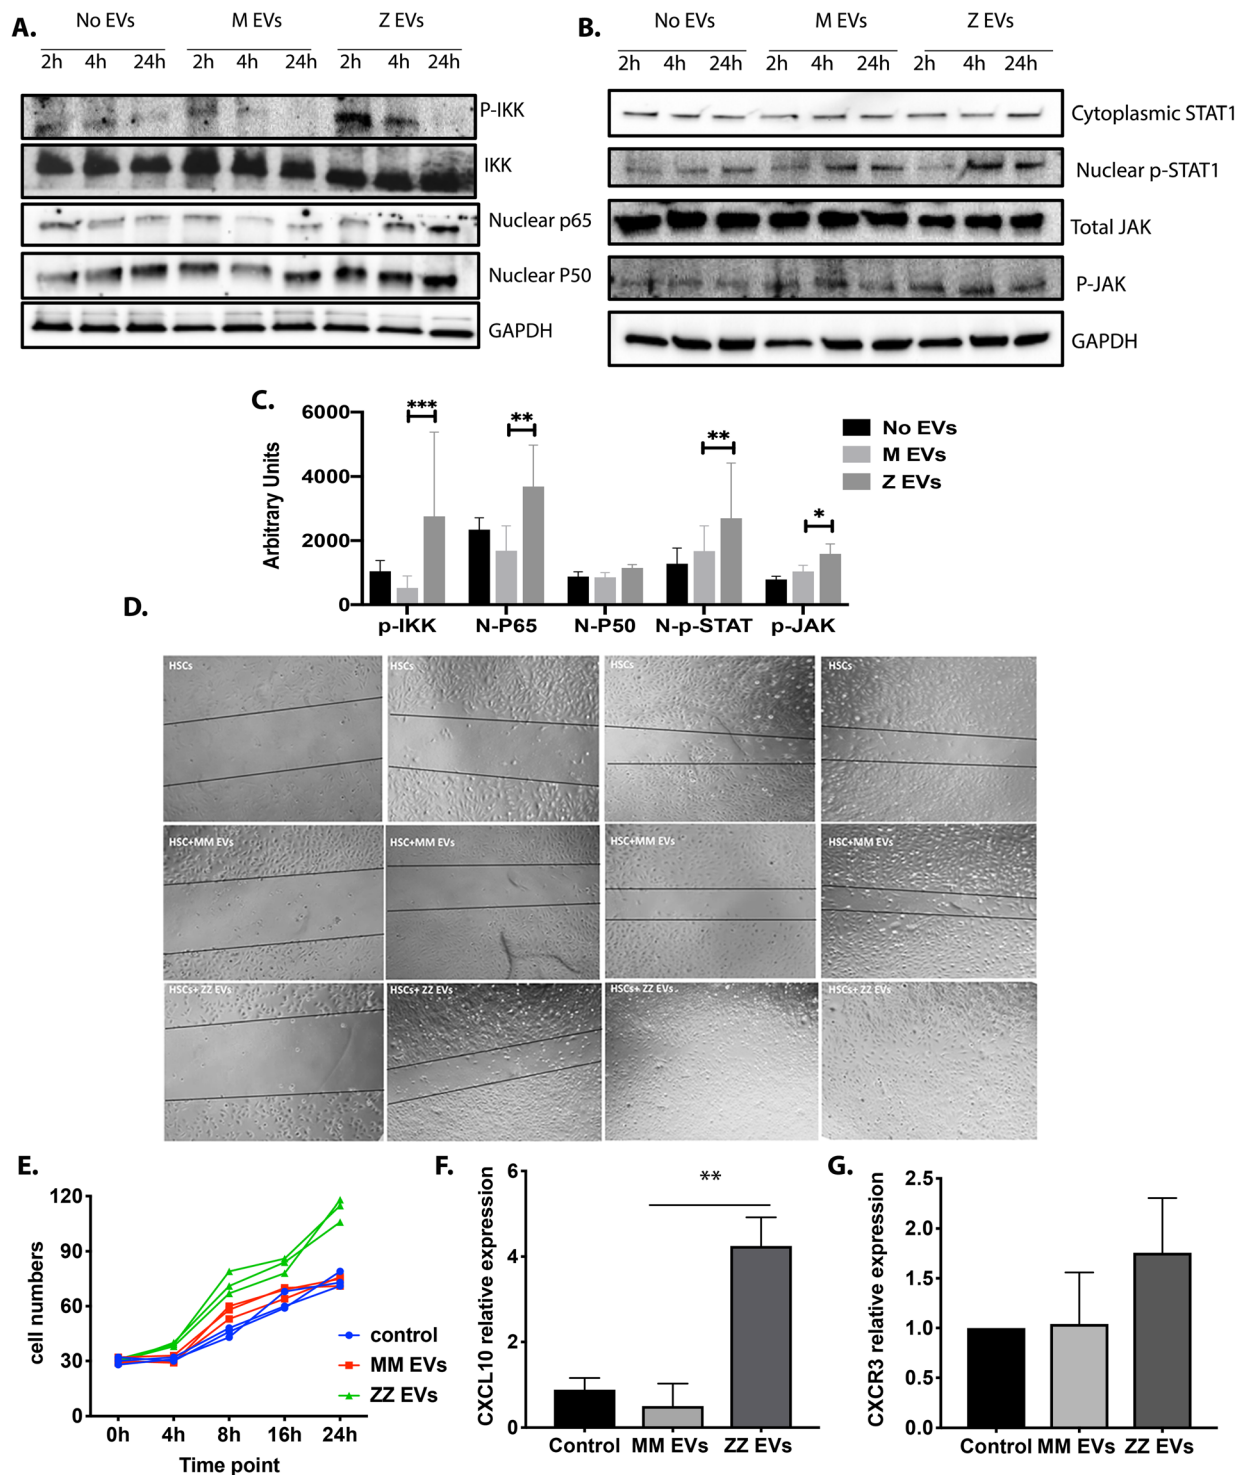 A.
No EVs M EVs Z EVs
2h 4h 24h 2h 4h 24h 2h 4h 24h
P-IKK
IKK
Nuclear p65
Nuclear P50
GAPDH
B.
No EVs M EVs Z EVs
2h 4h 24h 2h 4h 24h 2h 4h 24h
Cytoplasmic STAT1
Nuclear p-STAT1
Total JAK
P-JAK
GAPDH
C.
6000
4000
2000
0
Arbitrary Units
*** ** ** *
No EVs
M EVs
Z EVs
p-IKK N-P65 N-P50 N-p-STAT p-JAK
D.
HSCs HSCs HSCs HSCs
HSC+MM EVs HSC+MM EVs HSC+MM EVs HSC+MM EVs
HSCs+ ZZ EVs HSCs+ ZZ EVs HSCs+ ZZ EVs HSCs+ ZZ EVs
E.
120
90
60
30
0
cell numbers
control
MM EVs
ZZ EVs
0h 4h 8h 16h 24h
Time point
F.
6
4
2
0
CXCL10 relative expression
**
Control MM EVs ZZ EVs
G.
2.5
2.0
1.5
1.0
0.5
0.0
CXCR3 relative expression
Control MM EVs ZZ EVs